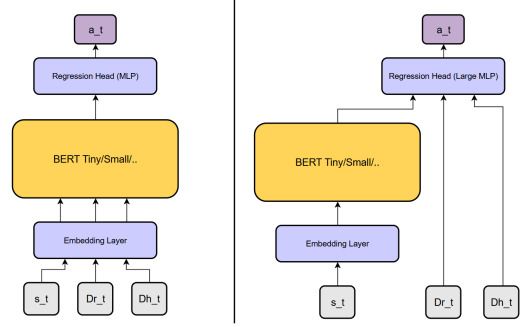 a_t
Regression Head (MLP)
BERT Tiny/Small/..
Embedding Layer
s_t
Dr_t
Dh_t
a_t
Regression Head (Large MLP)
BERT Tiny/Small/..
Embedding Layer
s_t
Dr_t
Dh_t